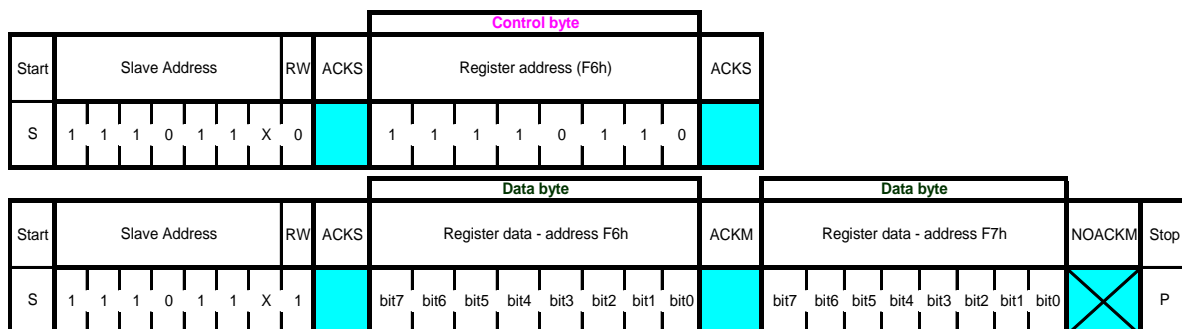 Control byte
Start Slave Address RW ACKS Register address (F6h) ACKS
S 1 1 1 0 1 1 X 0 1 1 1 1 0 1 1 0
Data byte Data byte
Start Slave Address RW ACKS Register data - address F6h ACKM Register data - address F7h NOACKM Stop
S 1 1 1 0 1 1 X 1 bit7 bit6 bit5 bit4 bit3 bit2 bit1 bit0 bit7 bit6 bit5 bit4 bit3 bit2 bit1 bit0 P